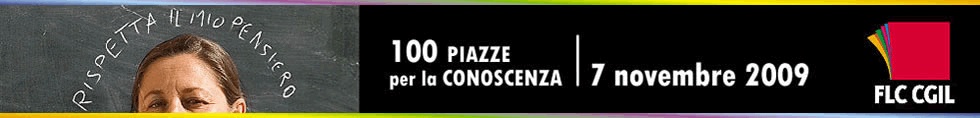 RISPETTA IL MIO PENSIERO
100 PIAZZE
per la CONOSCENZA
7 novembre 2009
FLC CGIL